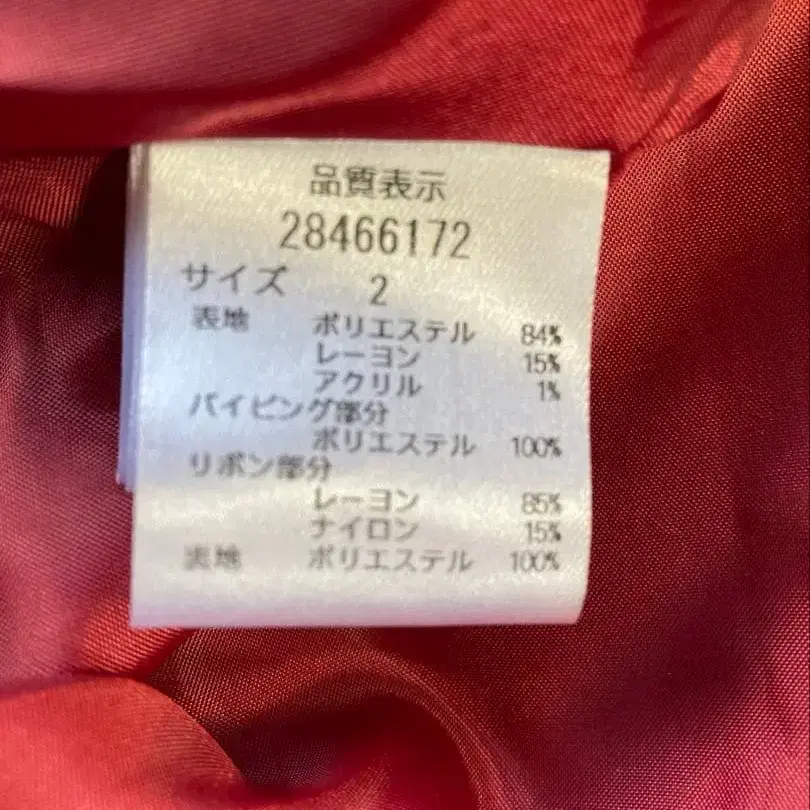 品質表示
28466172
サイズ 2
表地 ポリエステル 84%
レーヨン 15%
アクリル 1%
パイピング部分
ポリエステル 100%
リボン部分
レーヨン 85%
ナイロン 15%
裏地 ポリエステル 100%